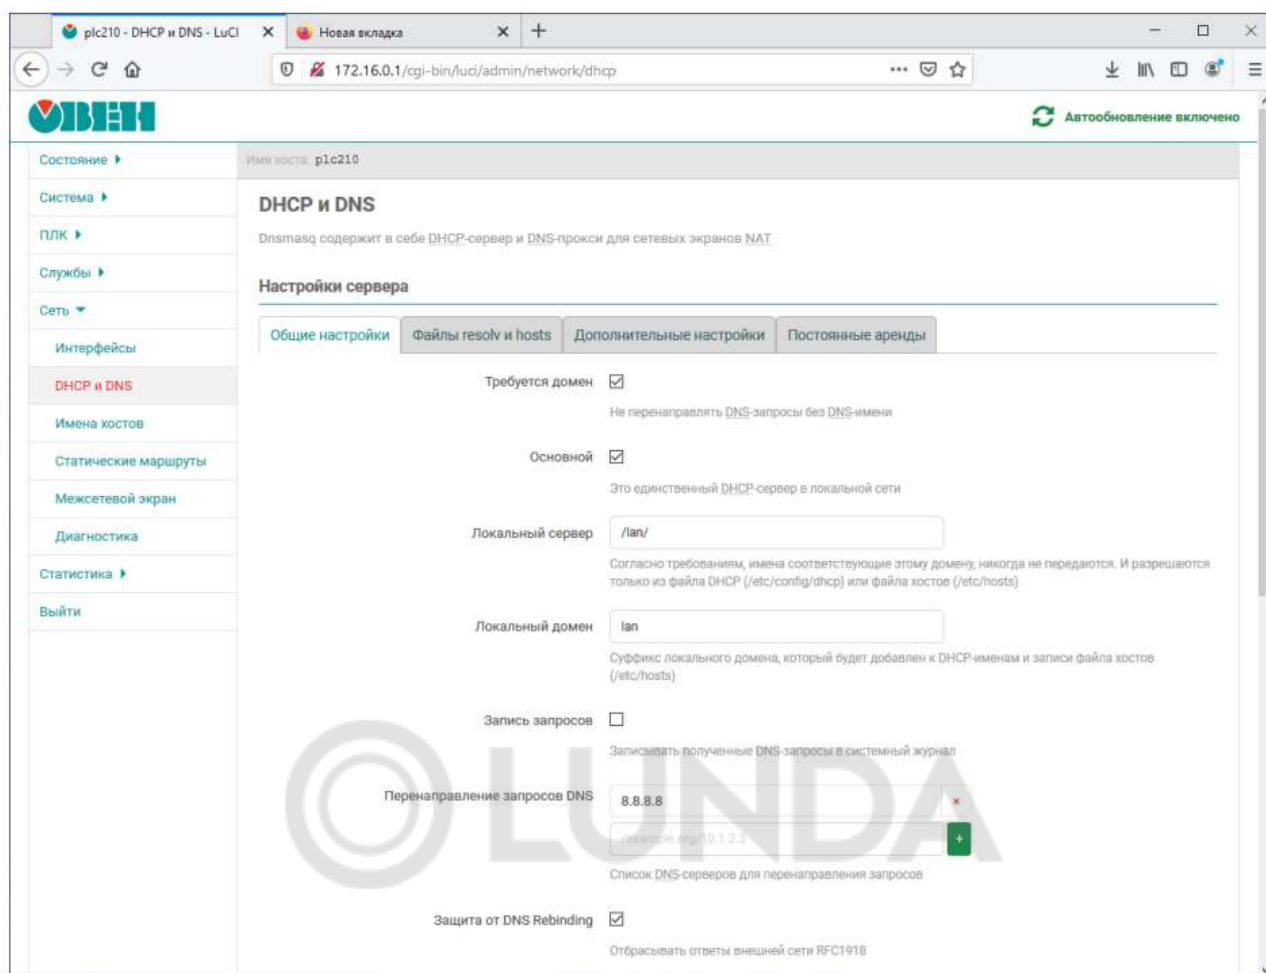 plc210 - DHCP и DNS - LuCI
Новая вкладка
172.16.0.1/cgi-bin/luci/admin/network/dhcp
ОВЕН
Автообновление включено
Состояние
Имя хоста: plc210
Система
DHCP и DNS
ПЛК
Dnsmasq содержит в себе DHCP-сервер и DNS-прокси для сетевых экранов NAT
Службы
Настройки сервера
Сеть
Общие настройки Файлы resolv и hosts Дополнительные настройки Постоянные аренды
Интерфейсы
DHCP и DNS
Имена хостов
Статические маршруты
Межсетевой экран
Диагностика
Статистика
Выйти
Требуется домен
Не перенаправлять DNS-запросы без DNS-имени
Основной
Это единственный DHCP-сервер в локальной сети
Локальный сервер /lan/
Согласно требованиям, имена соответствующие этому домену, никогда не передаются. И разрешаются
только из файла DHCP (/etc/config/dhcp) или файла хостов (/etc/hosts)
Локальный домен lan
Суффикс локального домена, который будет добавлен к DHCP-именам и записи файла хостов
(/etc/hosts)
Запись запросов
Записывать полученные DNS-запросы в системный журнал
Перенаправление запросов DNS 8.8.8.8
/example.org/10.1.2.3
Список DNS-серверов для перенаправления запросов
Защита от DNS Rebinding
Отбрасывать ответы внешней сети RFC1918
LUNDA